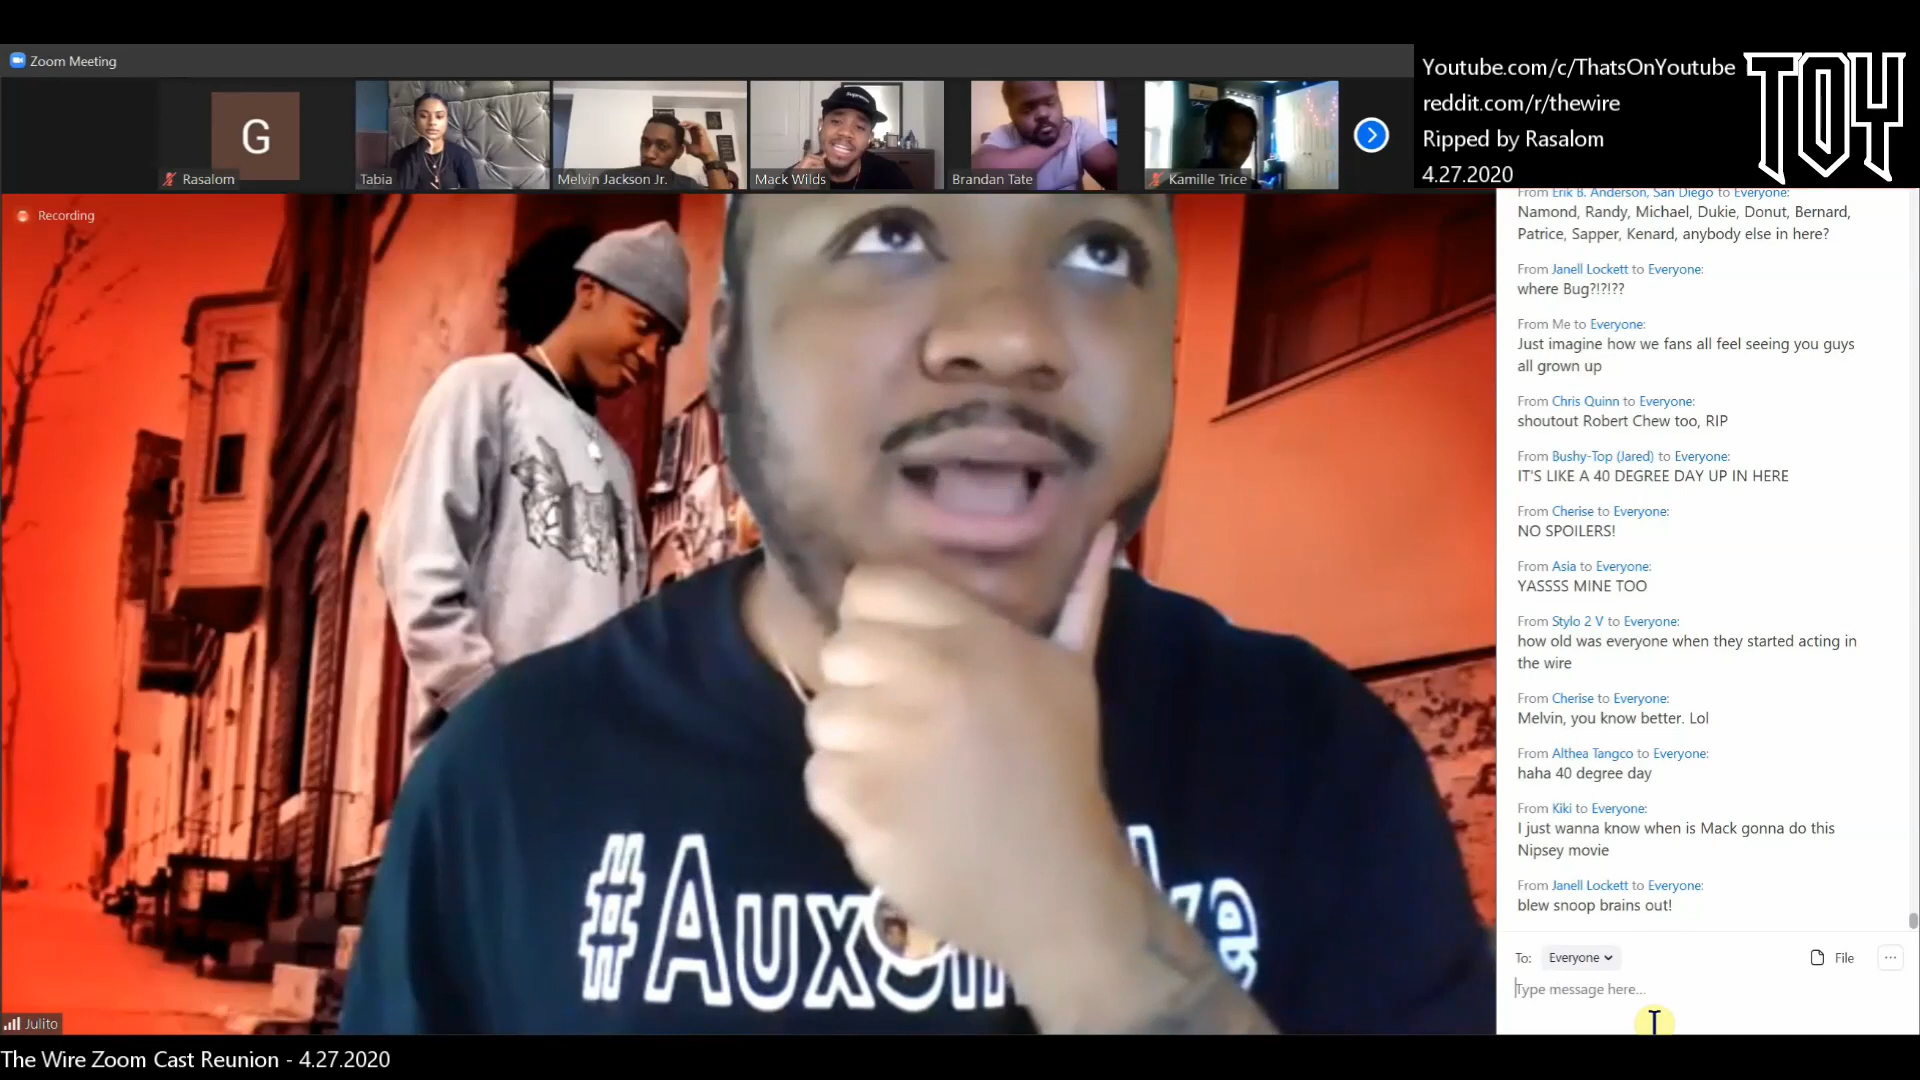 Zoom Meeting
G
Rasalom
Tabia
Melvin Jackson Jr.
Mack Wilds
Brandan Tate
Kamille Trice
Youtube.com/c/ThatsOnYoutube
reddit.com/r/thewire
Ripped by Rasalom
4.27.2020
TOY
Recording
From Erik B. Anderson, San Diego to Everyone:
Namond, Randy, Michael, Dukie, Donut, Bernard,
Patrice, Sapper, Kenard, anybody else in here?
From Janell Lockett to Everyone:
where Bug?!?!??
From Me to Everyone:
Just imagine how we fans all feel seeing you guys
all grown up
From Chris Quinn to Everyone:
shoutout Robert Chew too, RIP
From Bushy-Top (Jared) to Everyone:
IT'S LIKE A 40 DEGREE DAY UP IN HERE
From Cherise to Everyone:
NO SPOILERS!
From Asia to Everyone:
YASSSS MINE TOO
From Stylo 2 V to Everyone:
how old was everyone when they started acting in
the wire
From Cherise to Everyone:
Melvin, you know better. Lol
From Althea Tangco to Everyone:
haha 40 degree day
From Kiki to Everyone:
I just wanna know when is Mack gonna do this
Nipsey movie
From Janell Lockett to Everyone:
blew snoop brains out!
To: Everyone
File
Type message here...
#Aux
Julito
The Wire Zoom Cast Reunion - 4.27.2020